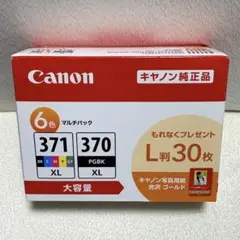 Canon
キヤノン純正品
6色 マルチパック
371 370
BK C M Y GY PGBK
XL XL
大容量
もれなくプレゼント
L判30枚
キヤノン写真用紙
光沢 ゴールド